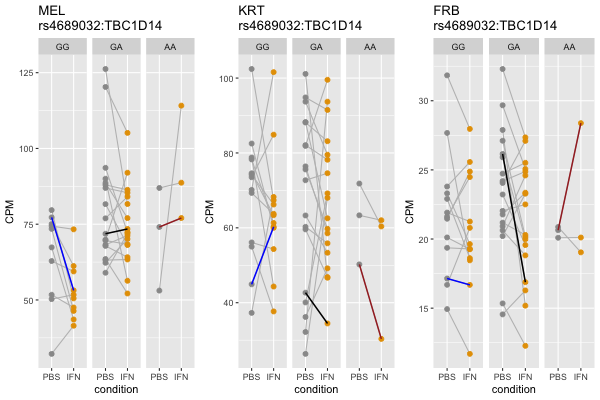 MEL
rs4689032:TBC1D14
GG
GA
AA
CPM
125
100
75
50
PBS IFN
PBS IFN
PBS IFN
condition
KRT
rs4689032:TBC1D14
GG
GA
AA
CPM
100
80
60
40
PBS IFN
PBS IFN
PBS IFN
condition
FRB
rs4689032:TBC1D14
GG
GA
AA
CPM
30
25
20
15
PBS IFN
PBS IFN
PBS IFN
condition